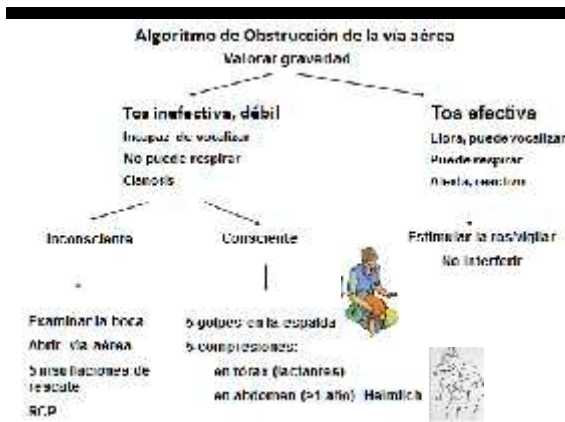 Algoritmo de Obstrucción de la vía aérea
Valorar gravedad
Tos inefectiva, débil
Incapaz de vocalizar
No puede respirar
Cianosis
Tos efectiva
Llora, puede vocalizar
Puede respirar
Alerta, reactivo
Inconsciente
Consciente
Estimular la tos/vigilar
No interferir
Examinar la boca
Abrir vía aérea
5 insuflaciones de
rescate
RCP
5 golpes en la espalda
5 compresiones:
en tórax (lactantes)
en abdomen (>1 año) Heimlich